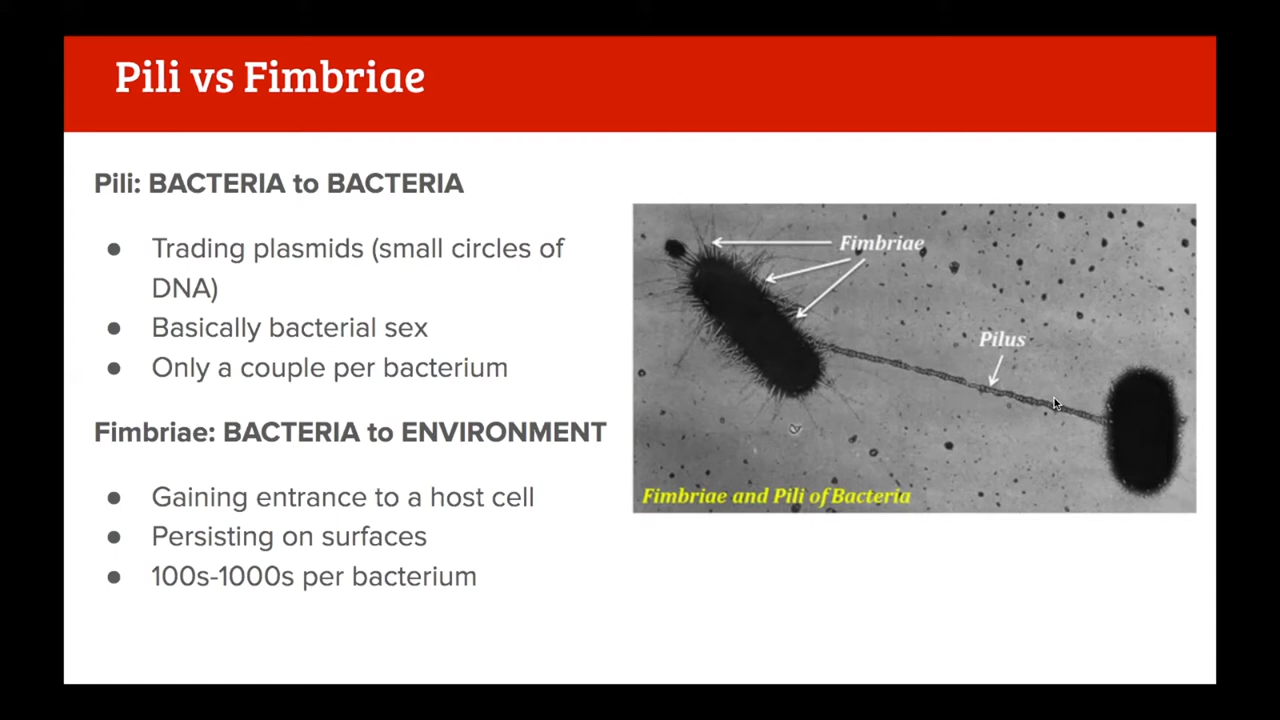 Pili vs Fimbriae
Pili: BACTERIA to BACTERIA
● Trading plasmids (small circles of
DNA)
● Basically bacterial sex
● Only a couple per bacterium
Fimbriae: BACTERIA to ENVIRONMENT
● Gaining entrance to a host cell
● Persisting on surfaces
● 100s-1000s per bacterium
Fimbriae
Pilus
Fimbriae and Pili of Bacteria